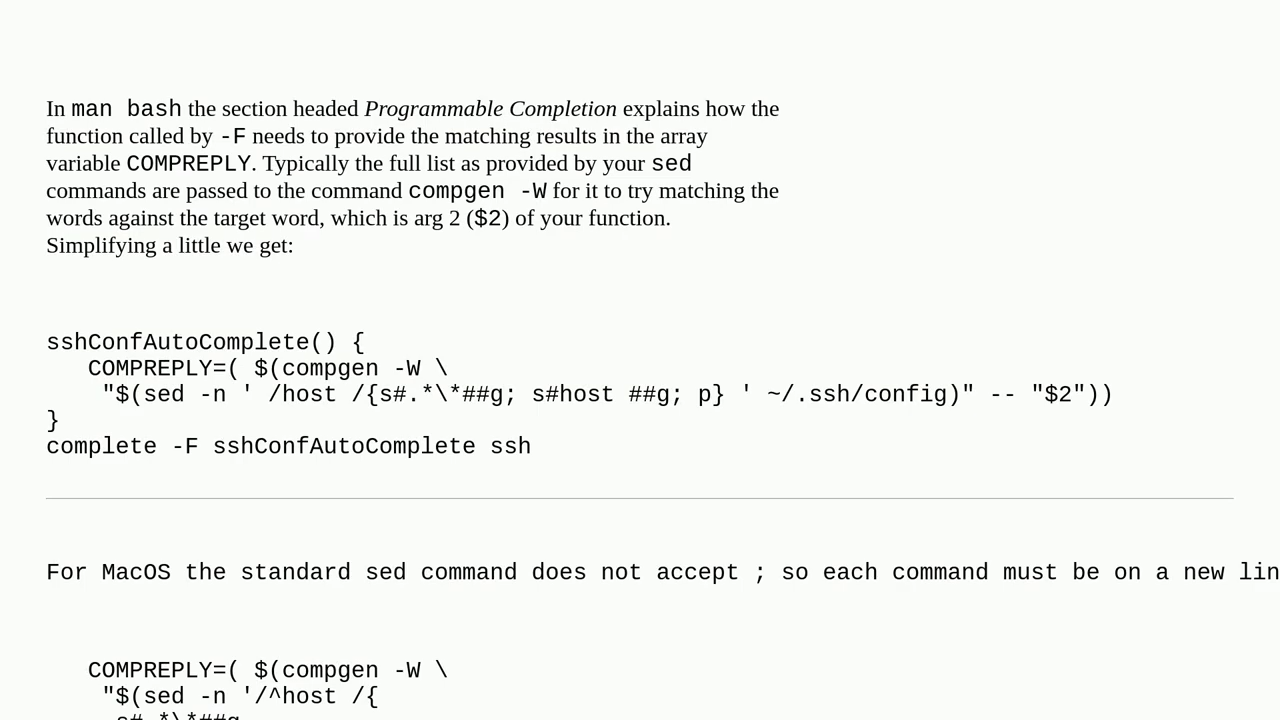 In man bash the section headed Programmable Completion explains how the
function called by -F needs to provide the matching results in the array
variable COMPREPLY. Typically the full list as provided by your sed
commands are passed to the command compgen -W for it to try matching the
words against the target word, which is arg 2 ($2) of your function.
Simplifying a little we get:
sshConfAutoComplete() {
   COMPREPLY=( $(compgen -W \
    "$(sed -n ' /host /{s#.*\*##g; s#host ##g; p} ' ~/.ssh/config)" -- "$2"))
}
complete -F sshConfAutoComplete ssh
For MacOS the standard sed command does not accept ; so each command must be on a new lin
   COMPREPLY=( $(compgen -W \
    "$(sed -n '/^host /{
     s#.*\*##g